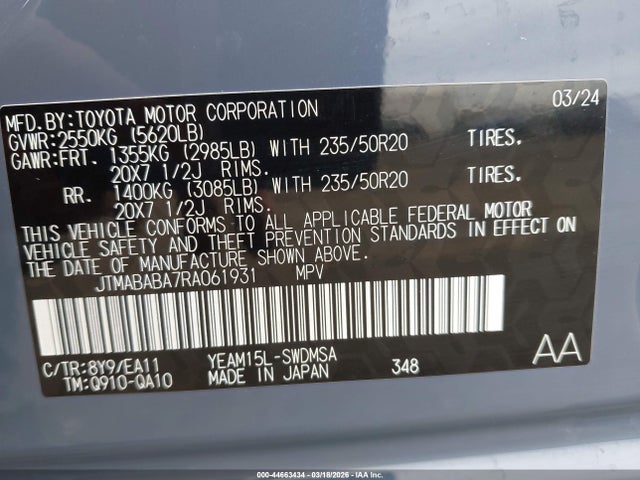 MFD.BY:TOYOTA MOTOR CORPORATION 03/24
GVWR:2550KG (5620LB)
GAWR:FRT. 1355KG (2985LB) WITH 235/50R20 TIRES.
20X7 1/2J RIMS.
RR. 1400KG (3085LB) WITH 235/50R20 TIRES.
20X7 1/2J RIMS.
THIS VEHICLE CONFORMS TO ALL APPLICABLE FEDERAL MOTOR
VEHICLE SAFETY AND THEFT PREVENTION STANDARDS IN EFFECT ON
THE DATE OF MANUFACTURE SHOWN ABOVE.
JTMABABA7RA061931 MPV
C/TR:8Y9/EA11 YEAM15L-SWDMSA AA
TM:Q910-QA10 MADE IN JAPAN 348
000-44663434 - 03/18/2026 - COPART, INC.